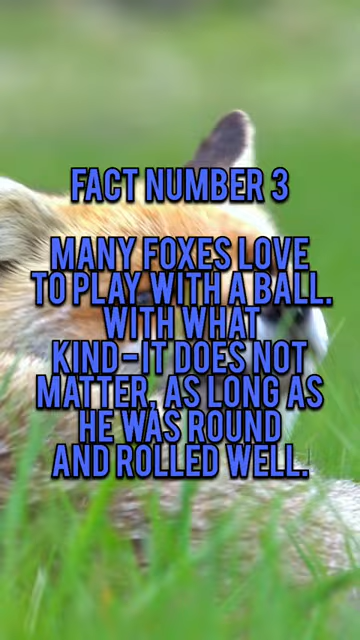 FACT NUMBER 3
MANY FOXES LOVE
TO PLAY WITH A BALL.
WITH WHAT
KIND - IT DOES NOT
MATTER, AS LONG AS
HE WAS ROUND
AND ROLLED WELL.